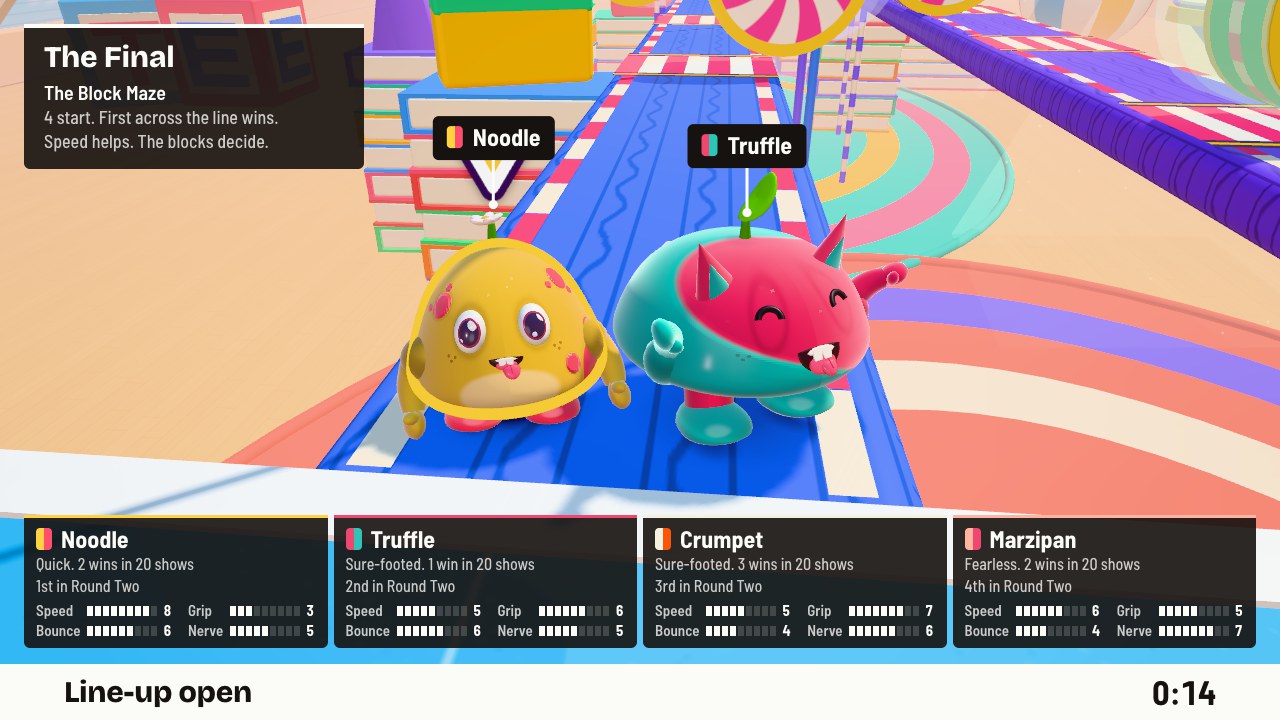 The Final
The Block Maze
4 start. First across the line wins.
Speed helps. The blocks decide.
Noodle
Truffle
Noodle
Quick. 2 wins in 20 shows
1st in Round Two
Speed 8 Grip 3
Bounce 6 Nerve 5
Truffle
Sure-footed. 1 win in 20 shows
2nd in Round Two
Speed 5 Grip 6
Bounce 6 Nerve 5
Crumpet
Sure-footed. 3 wins in 20 shows
3rd in Round Two
Speed 5 Grip 7
Bounce 4 Nerve 6
Marzipan
Fearless. 2 wins in 20 shows
4th in Round Two
Speed 6 Grip 5
Bounce 4 Nerve 7
Line-up open
0:14